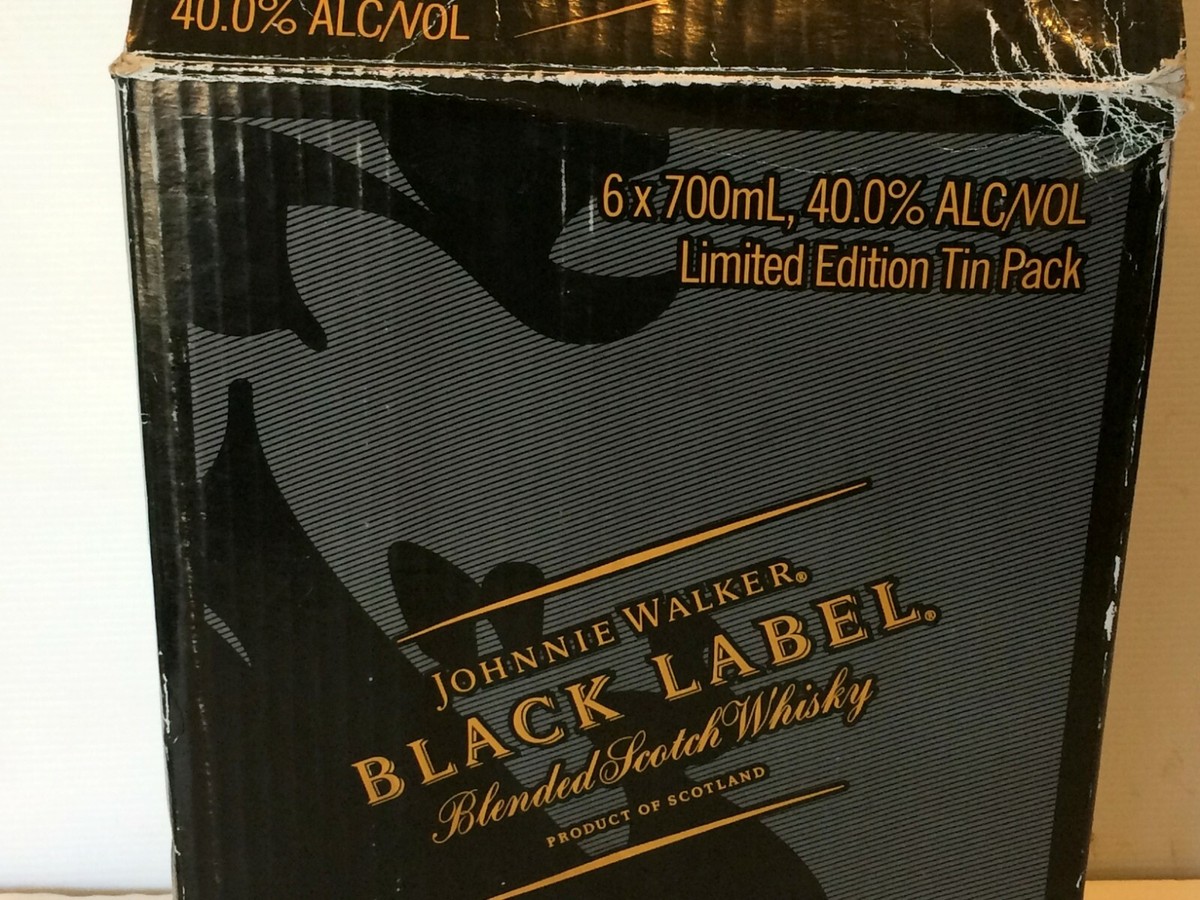 40.0% ALC/VOL
6 x 700mL, 40.0% ALC/VOL
Limited Edition Tin Pack
JOHNNIE WALKER®
BLACK LABEL®
Blended Scotch Whisky
PRODUCT OF SCOTLAND